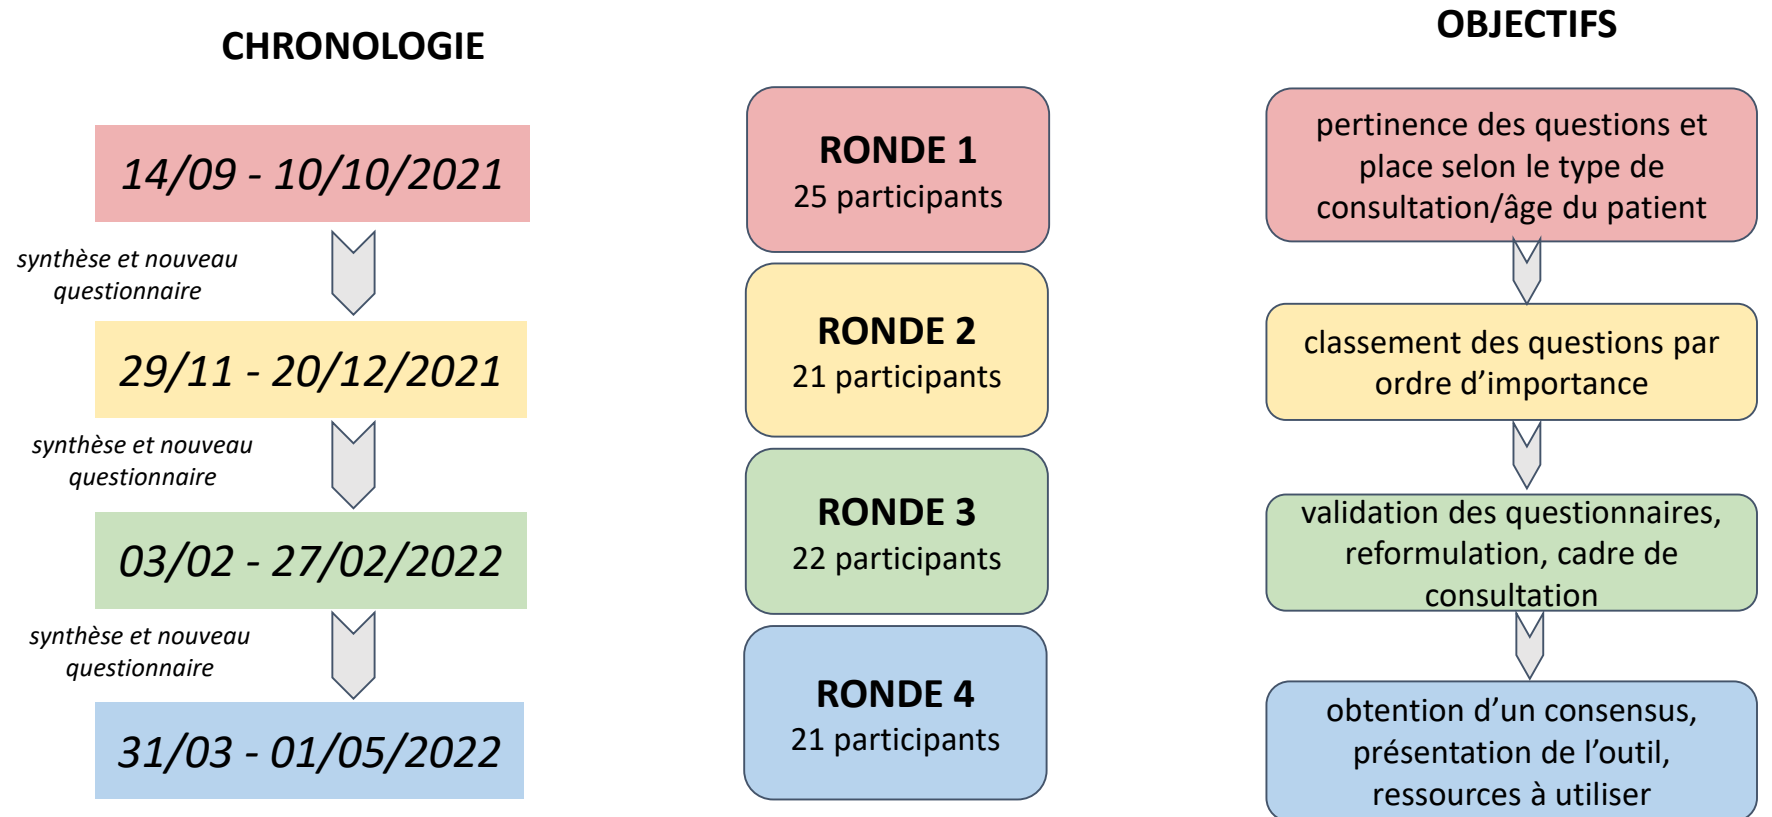 CHRONOLOGIE
OBJECTIFS
14/09 - 10/10/2021
RONDE 1
25 participants
pertinence des questions et
place selon le type de
consultation/âge du patient
synthèse et nouveau
questionnaire
29/11 - 20/12/2021
RONDE 2
21 participants
classement des questions par
ordre d’importance
synthèse et nouveau
questionnaire
03/02 - 27/02/2022
RONDE 3
22 participants
validation des questionnaires,
reformulation, cadre de
consultation
synthèse et nouveau
questionnaire
31/03 - 01/05/2022
RONDE 4
21 participants
obtention d’un consensus,
présentation de l’outil,
ressources à utiliser